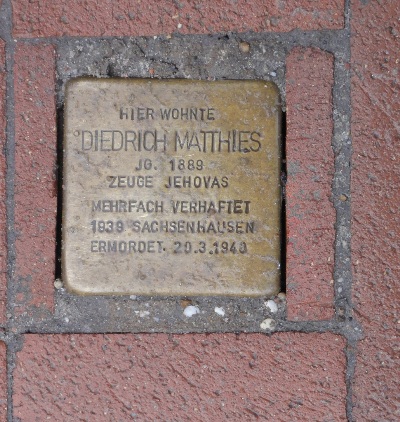 HIER WOHNTE
DIEDRICH MATTHIES
JG. 1889
ZEUGE JEHOVAS
MEHRFACH VERHAFTET
1939 SACHSENHAUSEN
ERMORDET 20.3.1940